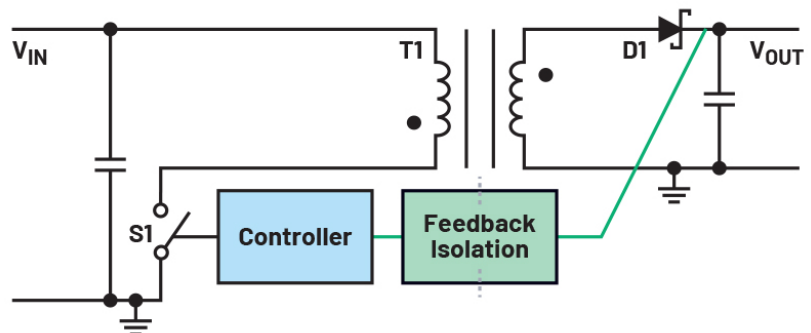 VIN
T1
D1
VOUT
S1
Controller
Feedback
Isolation